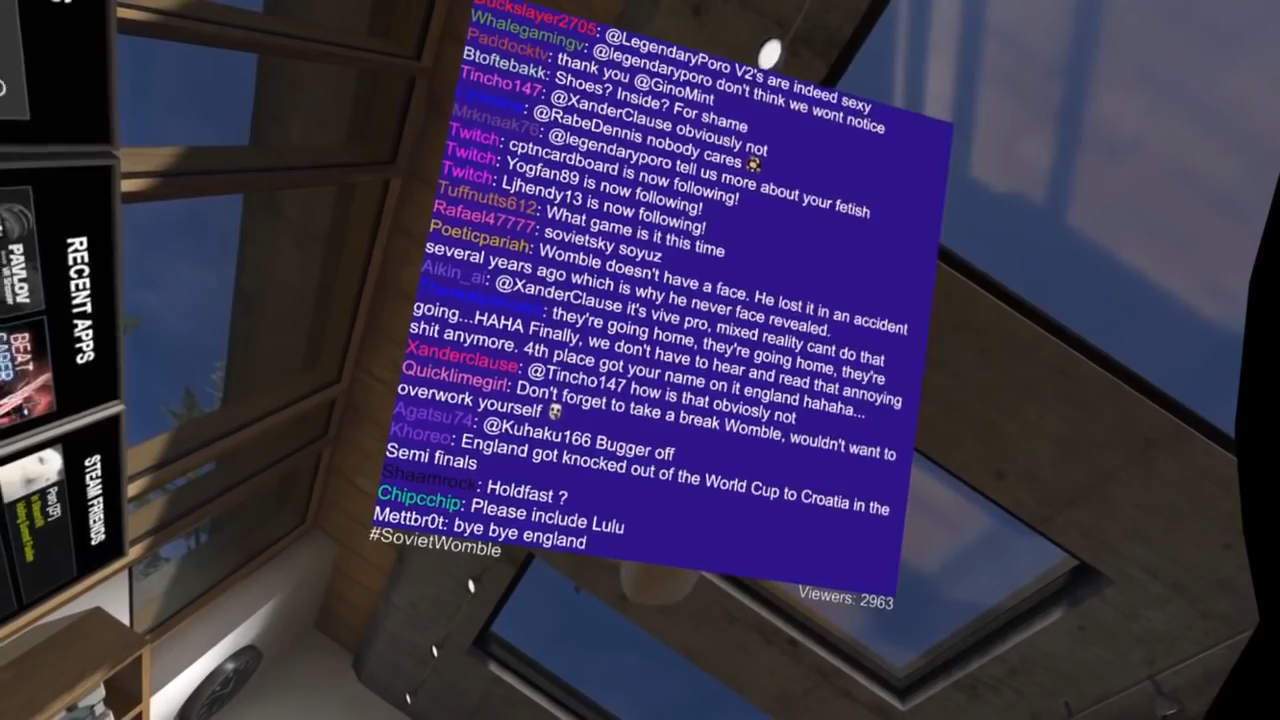 Duckslayer2705: @LegendaryPoro V2's are indeed sexy
Whalegamingv: @legendaryporo don't think we wont notice
Paddocktv: thank you @GinoMint
Btoftebakk: Shoes? Inside? For shame
Tincho147: @XanderClause obviously not
: @RabeDennis nobody cares
Mrknaak76: @legendaryporo tell us more about your fetish
Twitch: cptncardboard is now following!
Twitch: Yogfan89 is now following!
Twitch: Ljhendy13 is now following!
Tuffnutts612: What game is it this time
Rafael47777: sovietsky soyuz
Poeticpariah: Womble doesn't have a face. He lost it in an accident
several years ago which is why he never face revealed.
Aikin_ai: @XanderClause it's vive pro, mixed reality cant do that
: they're going home, they're going home, they're
going...HAHA Finally, we don't have to hear and read that annoying
shit anymore. 4th place got your name on it england hahaha...
Xanderclause: @Tincho147 how is that obviosly not
Quicklimegirl: Don't forget to take a break Womble, wouldn't want to
overwork yourself
Agatsu74: @Kuhaku166 Bugger off
Khoreo: England got knocked out of the World Cup to Croatia in the
Semi finals
Shaamrock: Holdfast ?
Chipcchip: Please include Lulu
Mettbr0t: bye bye england
#SovietWomble
Viewers: 2963
RECENT APPS
PAVLOV
BEAT
STEAM FRIENDS